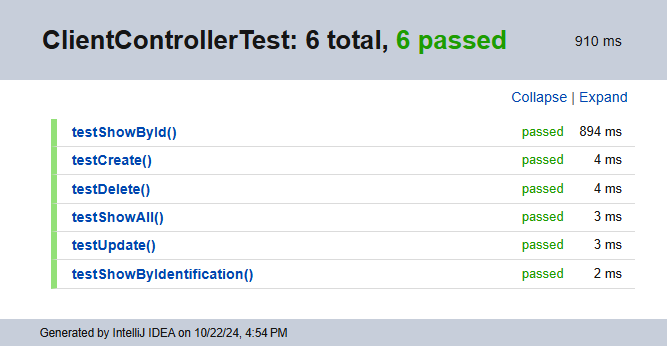 ClientControllerTest: 6 total, 6 passed 910 ms
Collapse | Expand
testShowById() passed 894 ms
testCreate() passed 4 ms
testDelete() passed 4 ms
testShowAll() passed 3 ms
testUpdate() passed 3 ms
testShowByIdentification() passed 2 ms
Generated by IntelliJ IDEA on 10/22/24, 4:54 PM